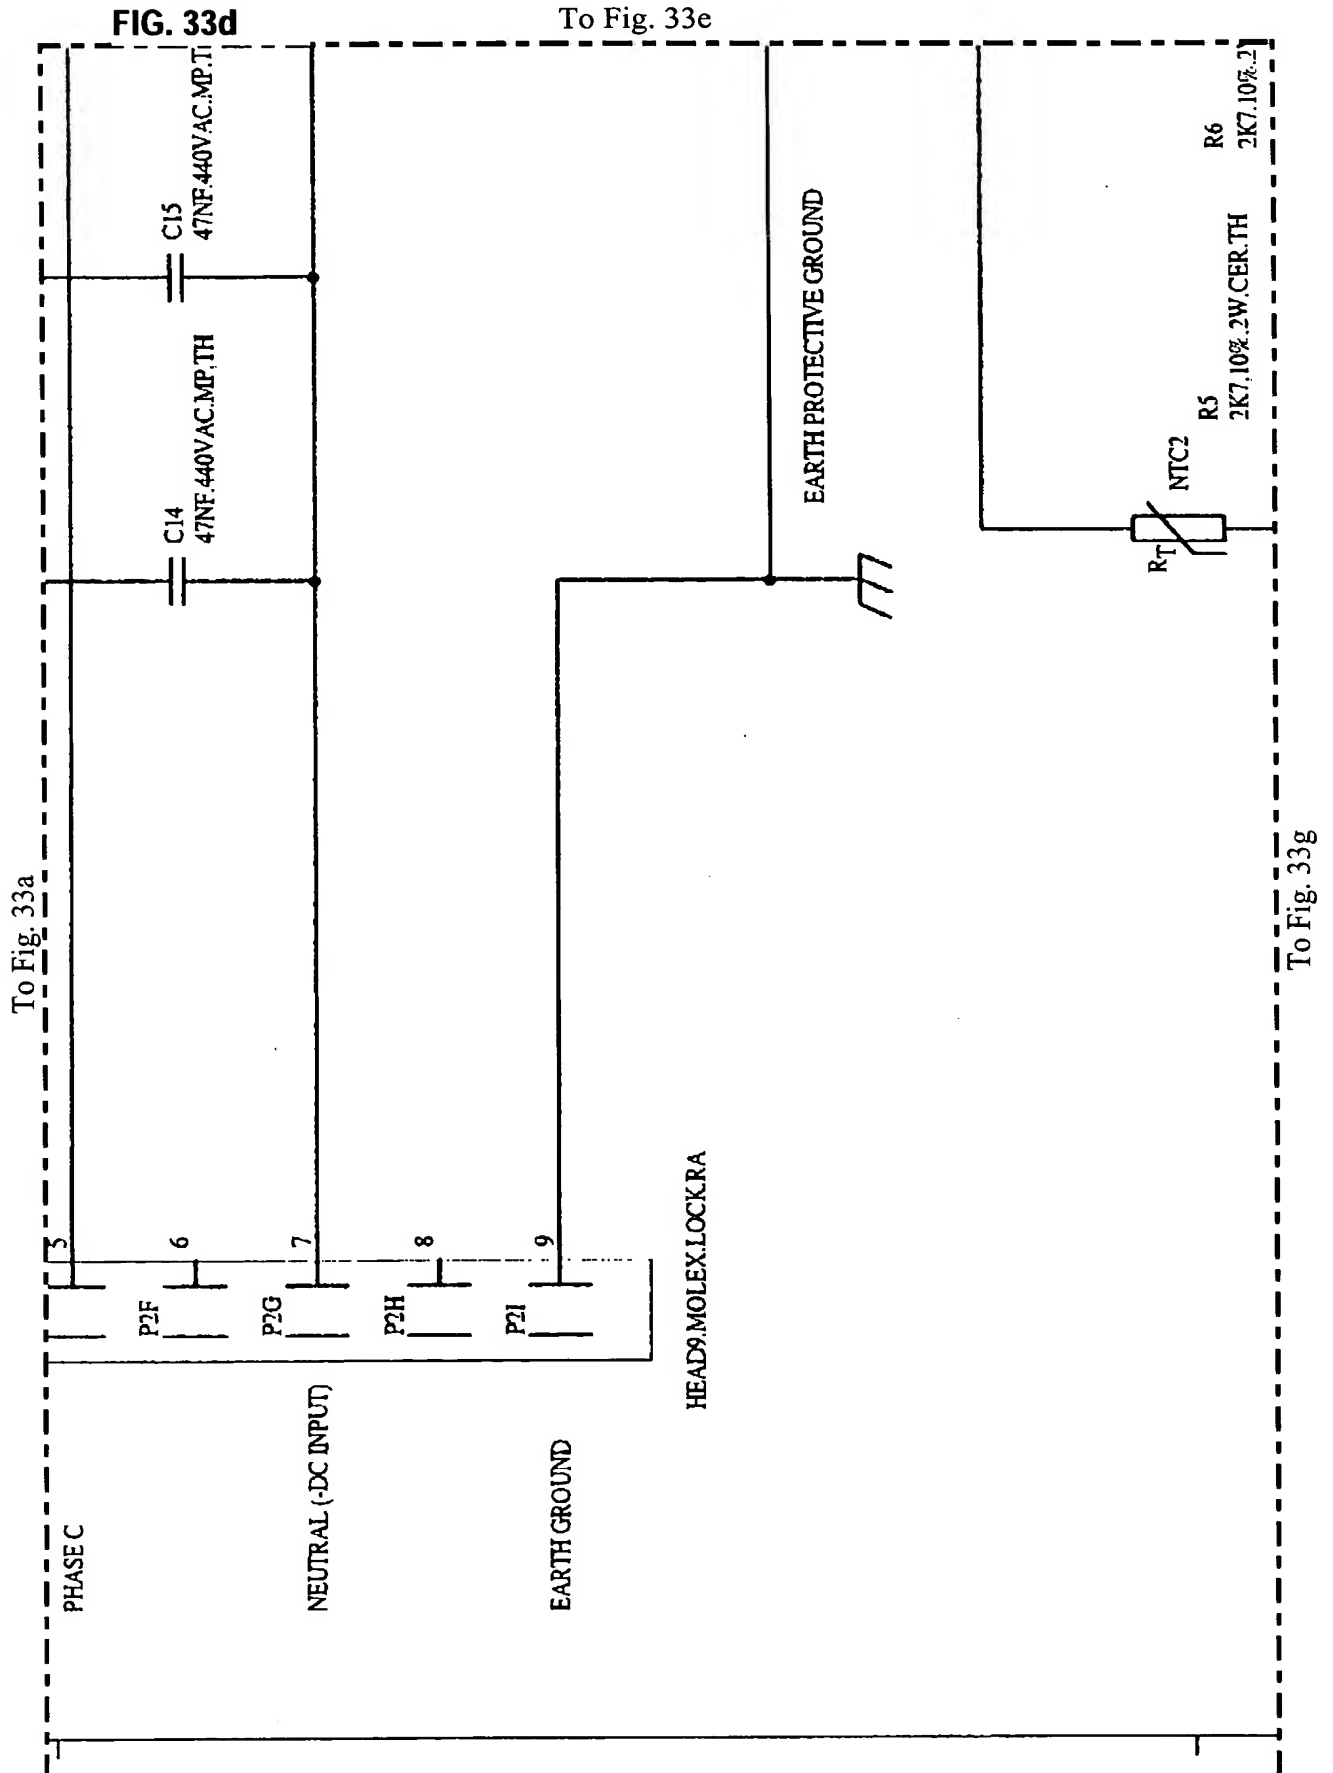 FIG. 33d
To Fig. 33e
To Fig. 33a
To Fig. 33g
PHASE C
NEUTRAL (-DC INPUT)
EARTH GROUND
5
P2F
6
P2G
7
P2H
8
P2I
9
HEAD9.MOLEX.LOCK.RA
C14
47NF.440VAC.MP.TH
C15
47NF.440VAC.MP.T
EARTH PROTECTIVE GROUND
RT
NTC2
R5
2K7.10%.2W.CER.TH
R6
2K7.10%.2